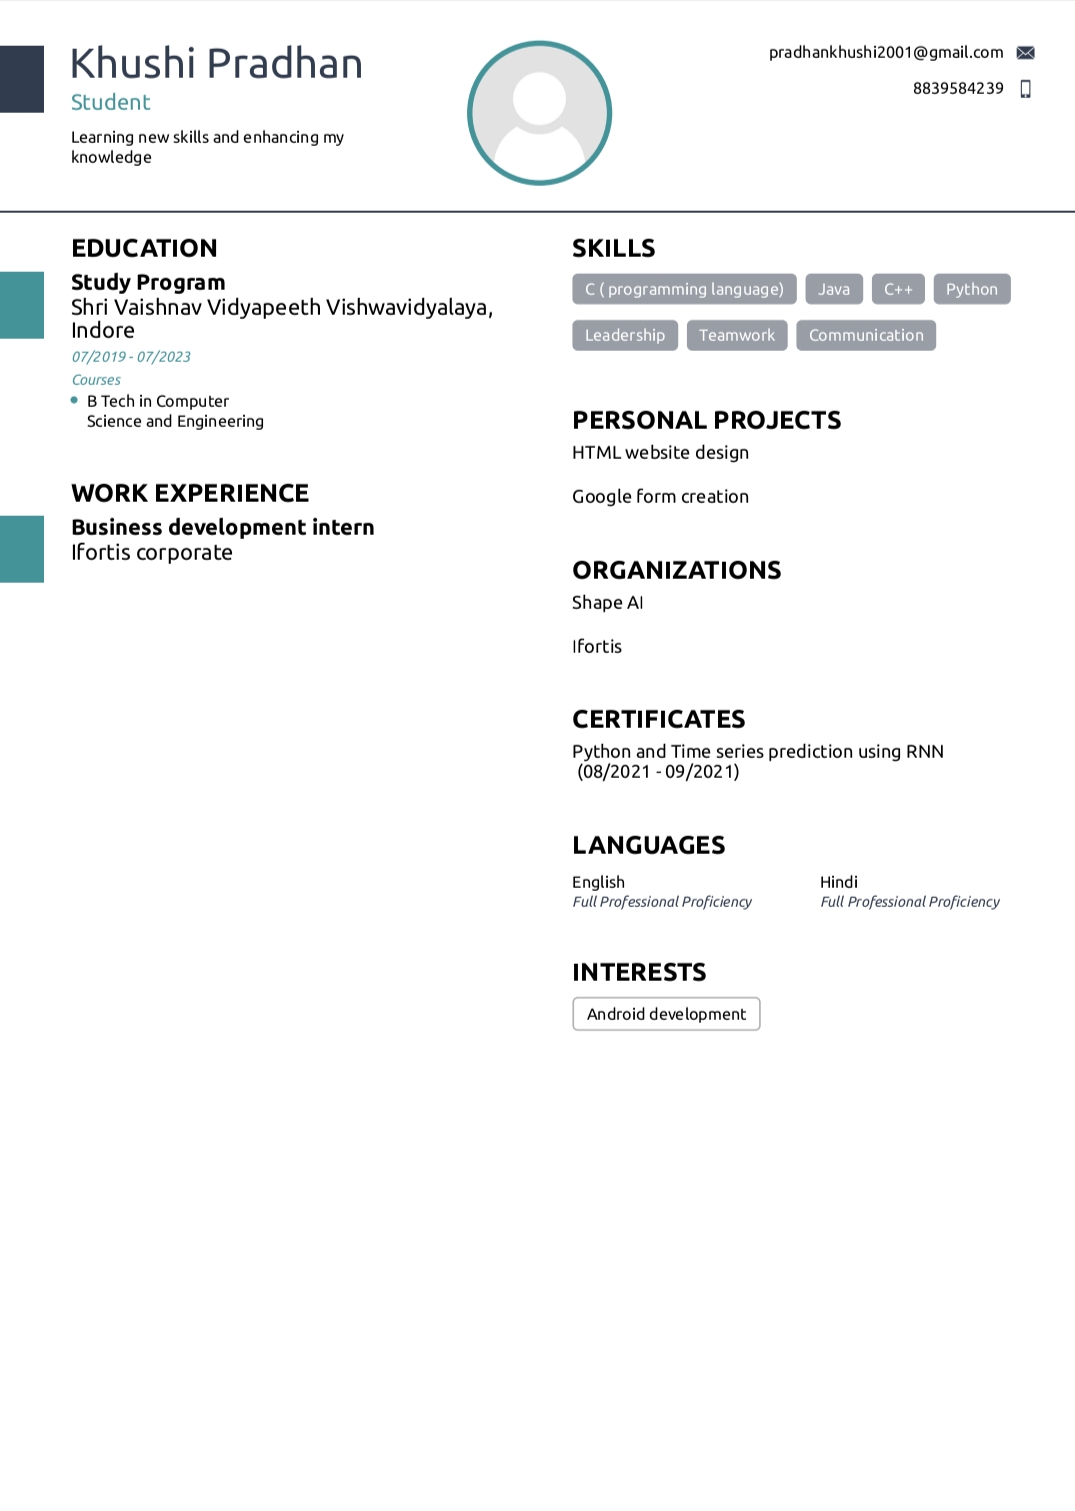 Khushi Pradhan
Student
Learning new skills and enhancing my
knowledge
pradhankhushi2001@gmail.com
8839584239
EDUCATION
Study Program
Shri Vaishnav Vidyapeeth Vishwavidyalaya,
Indore
07/2019 - 07/2023
Courses
B Tech in Computer
Science and Engineering
WORK EXPERIENCE
Business development intern
Ifortis corporate
SKILLS
C ( programming language) Java C++ Python
Leadership Teamwork Communication
PERSONAL PROJECTS
HTML website design
Google form creation
ORGANIZATIONS
Shape AI
Ifortis
CERTIFICATES
Python and Time series prediction using RNN
(08/2021 - 09/2021)
LANGUAGES
English Hindi
Full Professional Proficiency Full Professional Proficiency
INTERESTS
Android development